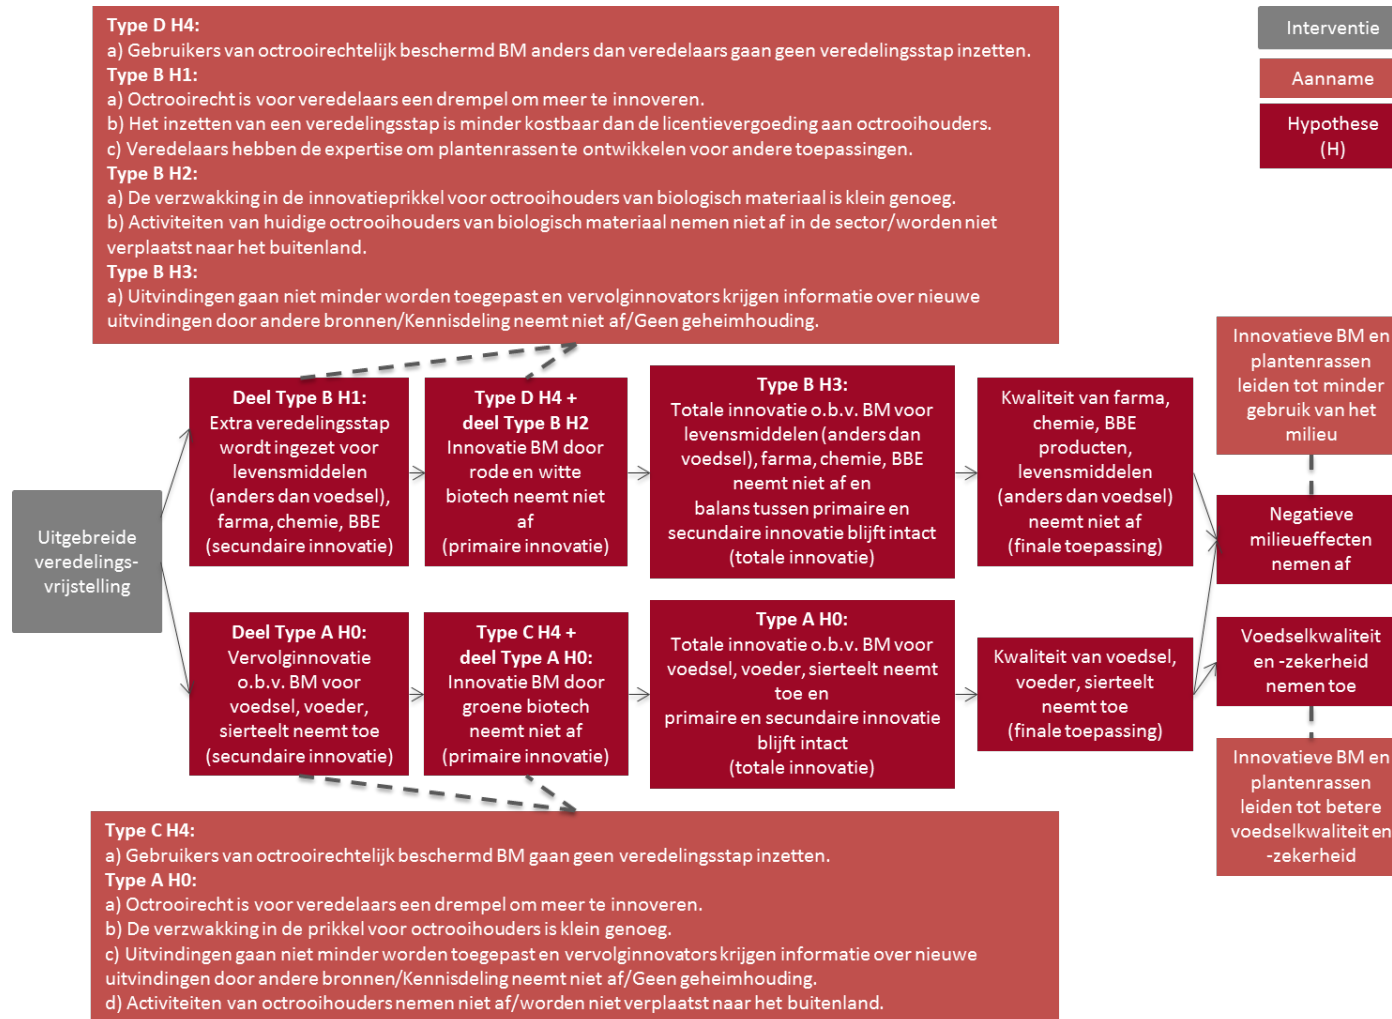 Type D H4:
a) Gebruikers van octrooirechtelijk beschermd BM anders dan veredelaars gaan geen veredelingsstap inzetten.
Type B H1:
a) Octrooirecht is voor veredelaars een drempel om meer te innoveren.
b) Het inzetten van een veredelingsstap is minder kostbaar dan de licentievergoeding aan octrooihouders.
c) Veredelaars hebben de expertise om plantenrassen te ontwikkelen voor andere toepassingen.
Type B H2:
a) De verzwakking in de innovatieprikkel voor octrooihouders van biologisch materiaal is klein genoeg.
b) Activiteiten van huidige octrooihouders van biologisch materiaal nemen niet af in de sector/worden niet
verplaatst naar het buitenland.
Type B H3:
a) Uitvindingen gaan niet minder worden toegepast en vervolginnovators krijgen informatie over nieuwe
uitvindingen door andere bronnen/Kennisdeling neemt niet af/Geen geheimhouding.
Interventie
Aanname
Hypothese
(H)
Uitgebreide
veredelings-
vrijstelling
Deel Type B H1:
Extra veredelingsstap
wordt ingezet voor
levensmiddelen
(anders dan voedsel),
farma, chemie, BBE
(secundaire innovatie)
Type D H4 +
deel Type B H2
Innovatie BM door
rode en witte
biotech neemt niet
af
(primaire innovatie)
Type B H3:
Totale innovatie o.b.v. BM voor
levensmiddelen (anders dan
voedsel), farma, chemie, BBE
neemt niet af en
balans tussen primaire en
secundaire innovatie blijft intact
(totale innovatie)
Kwaliteit van farma,
chemie, BBE
producten,
levensmiddelen
(anders dan voedsel)
neemt niet af
(finale toepassing)
Innovatieve BM en
plantenrassen
leiden tot minder
gebruik van het
milieu
Negatieve
milieueffecten
nemen af
Deel Type A H0:
Vervolginnovatie
o.b.v. BM voor
voedsel, voeder,
sierteelt neemt toe
(secundaire innovatie)
Type C H4 +
deel Type A H0:
Innovatie BM door
groene biotech
neemt niet af
(primaire innovatie)
Type A H0:
Totale innovatie o.b.v. BM voor
voedsel, voeder, sierteelt neemt
toe en
primaire en secundaire innovatie
blijft intact
(totale innovatie)
Kwaliteit van voedsel,
voeder, sierteelt
neemt toe
(finale toepassing)
Voedselkwaliteit
en -zekerheid
nemen toe
Innovatieve BM en
plantenrassen
leiden tot betere
voedselkwaliteit en
-zekerheid
Type C H4:
a) Gebruikers van octrooirechtelijk beschermd BM gaan geen veredelingsstap inzetten.
Type A H0:
a) Octrooirecht is voor veredelaars een drempel om meer te innoveren.
b) De verzwakking in de prikkel voor octrooihouders is klein genoeg.
c) Uitvindingen gaan niet minder worden toegepast en vervolginnovators krijgen informatie over nieuwe
uitvindingen door andere bronnen/Kennisdeling neemt niet af/Geen geheimhouding.
d) Activiteiten van octrooihouders nemen niet af/worden niet verplaatst naar het buitenland.